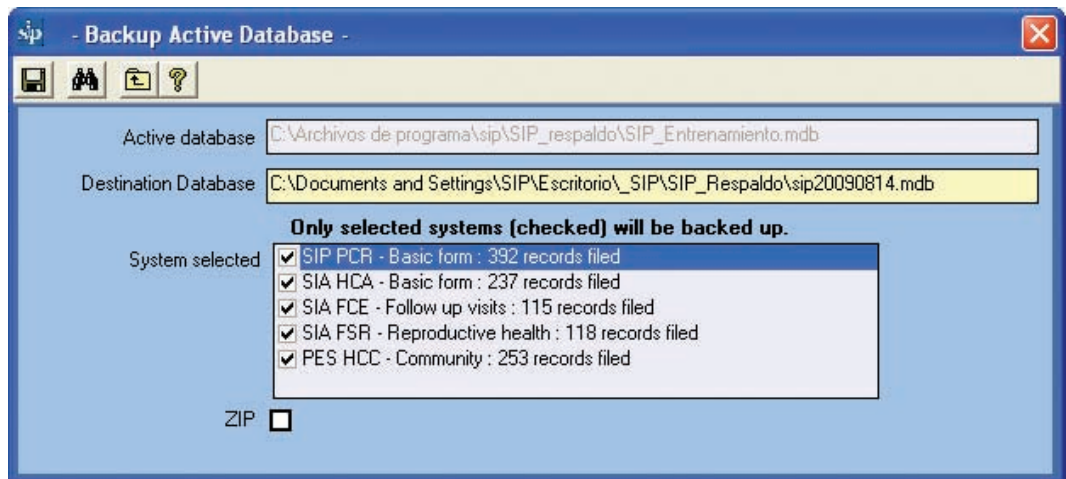 sip - Backup Active Database -
Active database C:\Archivos de programa\sip\SIP_respaldo\SIP_Entrenamiento.mdb
Destination Database C:\Documents and Settings\SIP\Escritorio\_SIP\SIP_Respaldo\sip20090814.mdb
Only selected systems (checked) will be backed up.
System selected SIP PCR - Basic form : 392 records filed
SIA HCA - Basic form : 237 records filed
SIA FCE - Follow up visits : 115 records filed
SIA FSR - Reproductive health : 118 records filed
PES HCC - Community : 253 records filed
ZIP